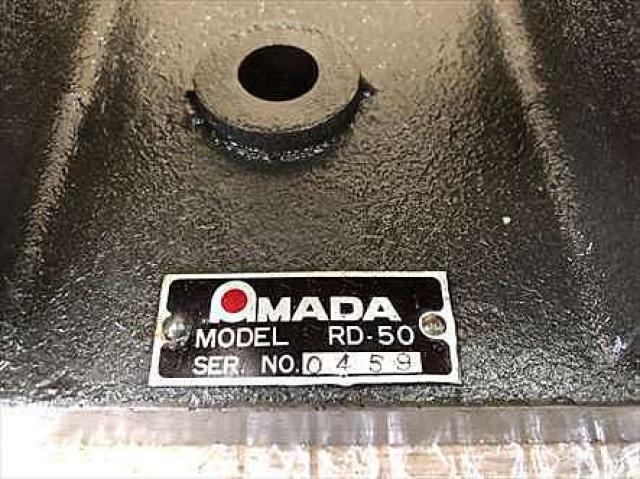 AMADA
MODEL RD-50
SER. NO. 0459